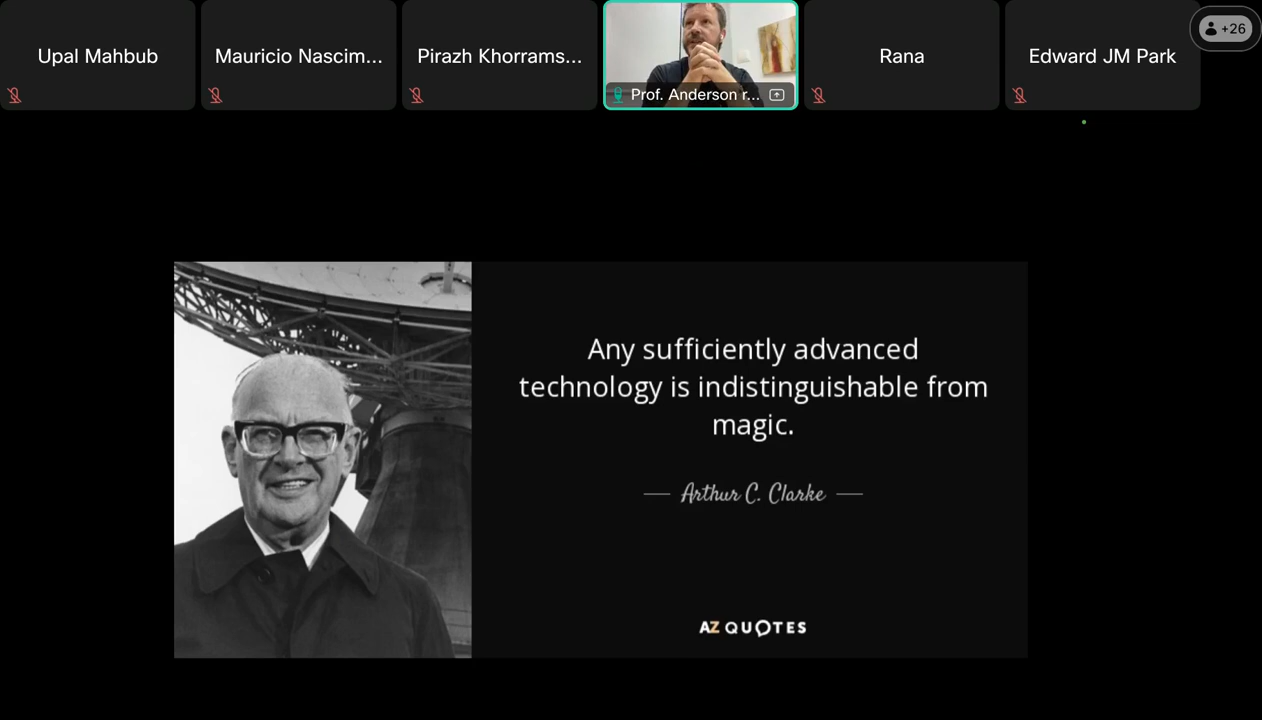 Upal Mahbub
Mauricio Nascim...
Pirazh Khorrams...
Prof. Anderson r...
Rana
Edward JM Park
+26
Any sufficiently advanced
technology is indistinguishable from
magic.
Arthur C. Clarke
AZ QUOTES